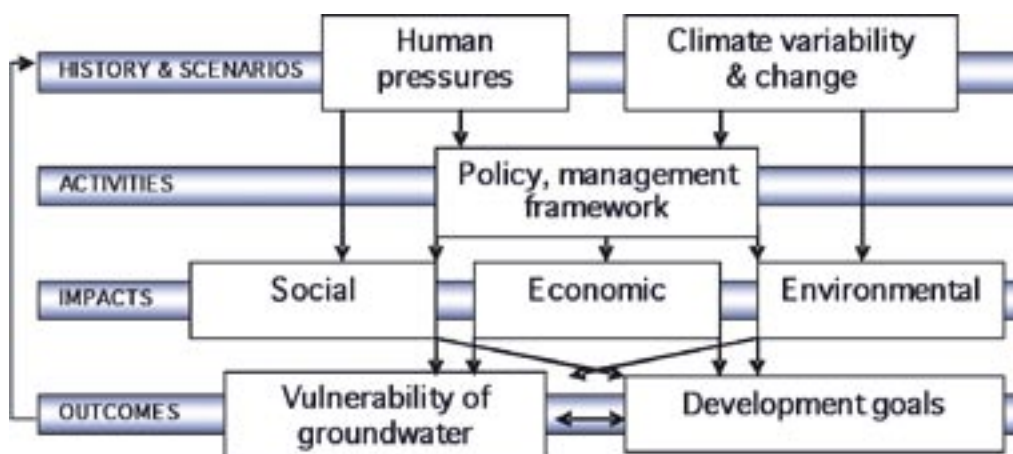 Human
pressures
Climate variability
& change
HISTORY & SCENARIOS
Policy, management
framework
ACTIVITIES
Social
Economic
Environmental
IMPACTS
Vulnerability of
groundwater
Development goals
OUTCOMES